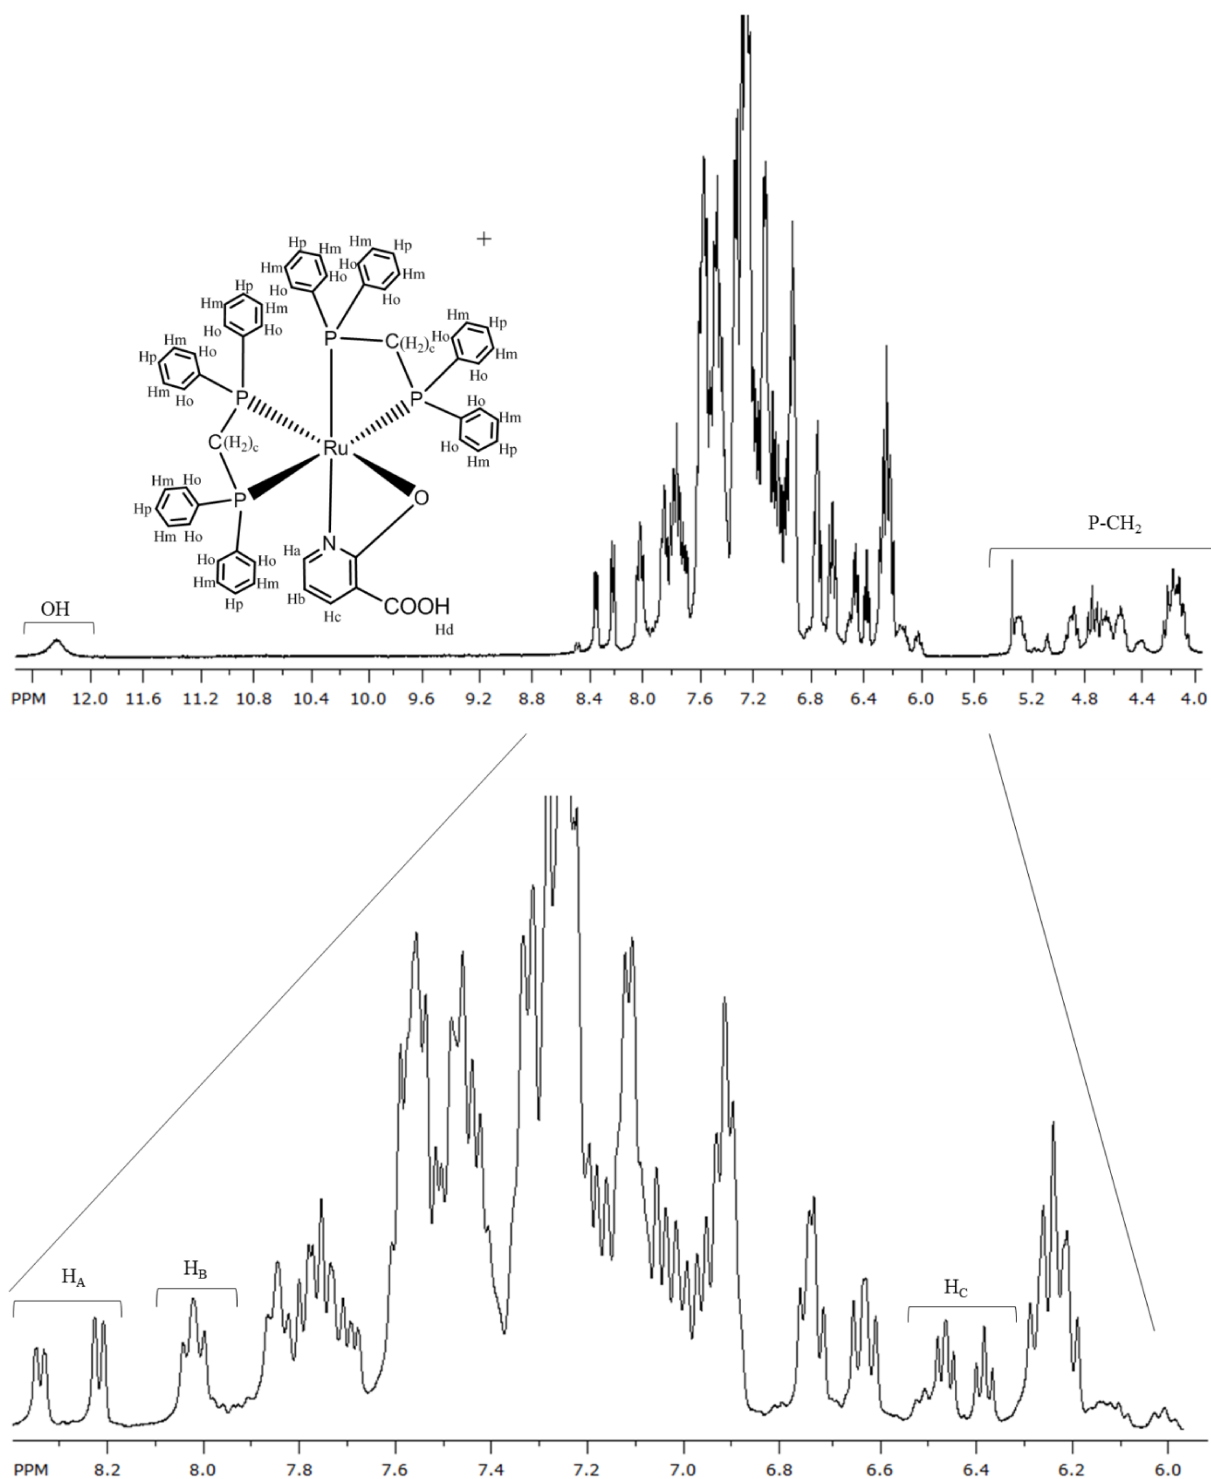 +
Hp Hm Hm Hp
Hm Ho Ho Hm
Ho Ho
Hp
Hm Hm
Hm
Ho Ho Ho Hp
Hm Ho P C(H₂)c Hm
Hp Ho
Hm Ho P P Ho Hm
C(H₂)c Ru Ho Hp
Hm
Hm Ho P O
Hp
Hm Ho
N
Ha Ho Ho
Hm Hm
Hb Hp
Hc COOH
Hd
OH
P-CH₂
PPM 12.0 11.6 11.2 10.8 10.4 10.0 9.6 9.2 8.8 8.4 8.0 7.6 7.2 6.8 6.4 6.0 5.6 5.2 4.8 4.4 4.0
H_A H_B H_C
PPM 8.2 8.0 7.8 7.6 7.4 7.2 7.0 6.8 6.6 6.4 6.2 6.0